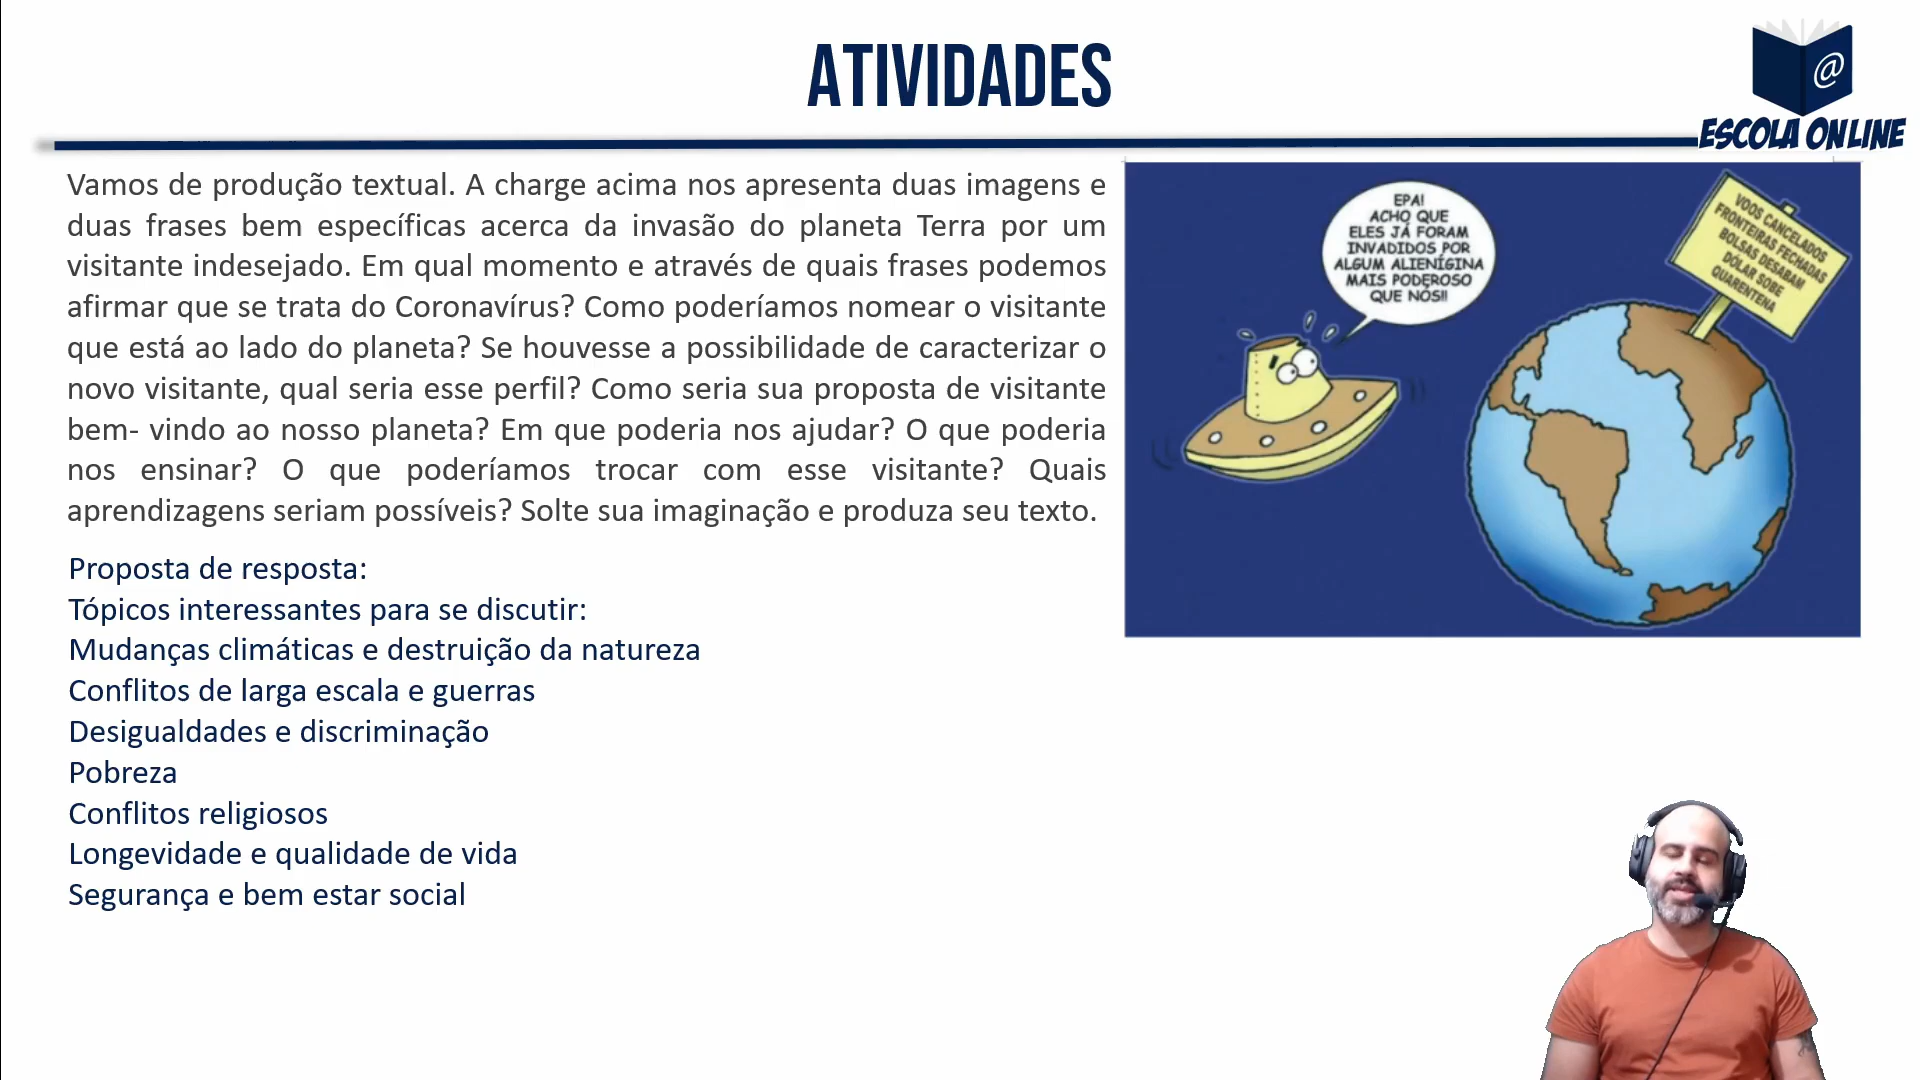 ATIVIDADES
@
ESCOLA ONLINE
Vamos de produção textual. A charge acima nos apresenta duas imagens e
duas frases bem específicas acerca da invasão do planeta Terra por um
visitante indesejado. Em qual momento e através de quais frases podemos
afirmar que se trata do Coronavírus? Como poderíamos nomear o visitante
que está ao lado do planeta? Se houvesse a possibilidade de caracterizar o
novo visitante, qual seria esse perfil? Como seria sua proposta de visitante
bem- vindo ao nosso planeta? Em que poderia nos ajudar? O que poderia
nos ensinar? O que poderíamos trocar com esse visitante? Quais
aprendizagens seriam possíveis? Solte sua imaginação e produza seu texto.
Proposta de resposta:
Tópicos interessantes para se discutir:
Mudanças climáticas e destruição da natureza
Conflitos de larga escala e guerras
Desigualdades e discriminação
Pobreza
Conflitos religiosos
Longevidade e qualidade de vida
Segurança e bem estar social
EPA!
ACHO QUE
ELES JÁ FORAM
INVADIDOS POR
ALGUM ALIENÍGINA
MAIS PODEROSO
QUE NÓS!!
VOOS CANCELADOS
FRONTEIRAS FECHADAS
BOLSAS DESABAM
DÓLAR SOBE
QUARENTENA